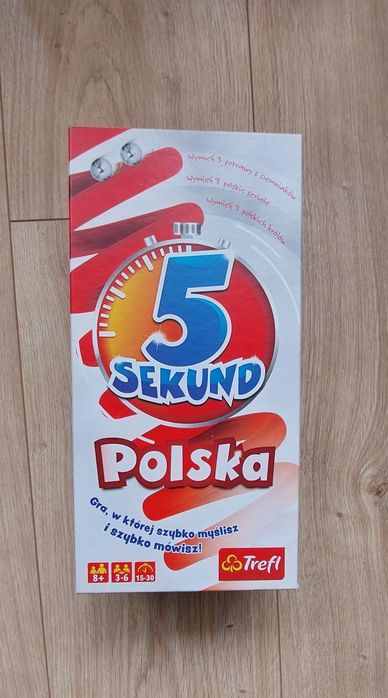 Wymień 3 potrawy z ziemniaków
Wymień 3 polskie seriale
Wymień 3 polskich królów
5
SEKUND
Polska
Gra, w której szybko myślisz
i szybko mówisz!
8+ 3-6 15-30
Trefl